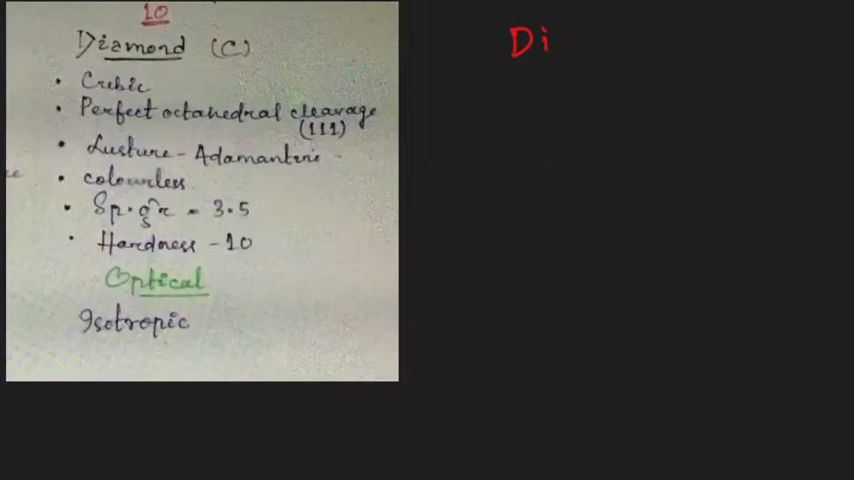 10
Diamond (C)
• Cubic
• Perfect octahedral cleavage
(111)
• Lusture - Adamantine
• colourless
• Sp. gr = 3.5
• Hardness - 10
Optical
Isotropic
Di